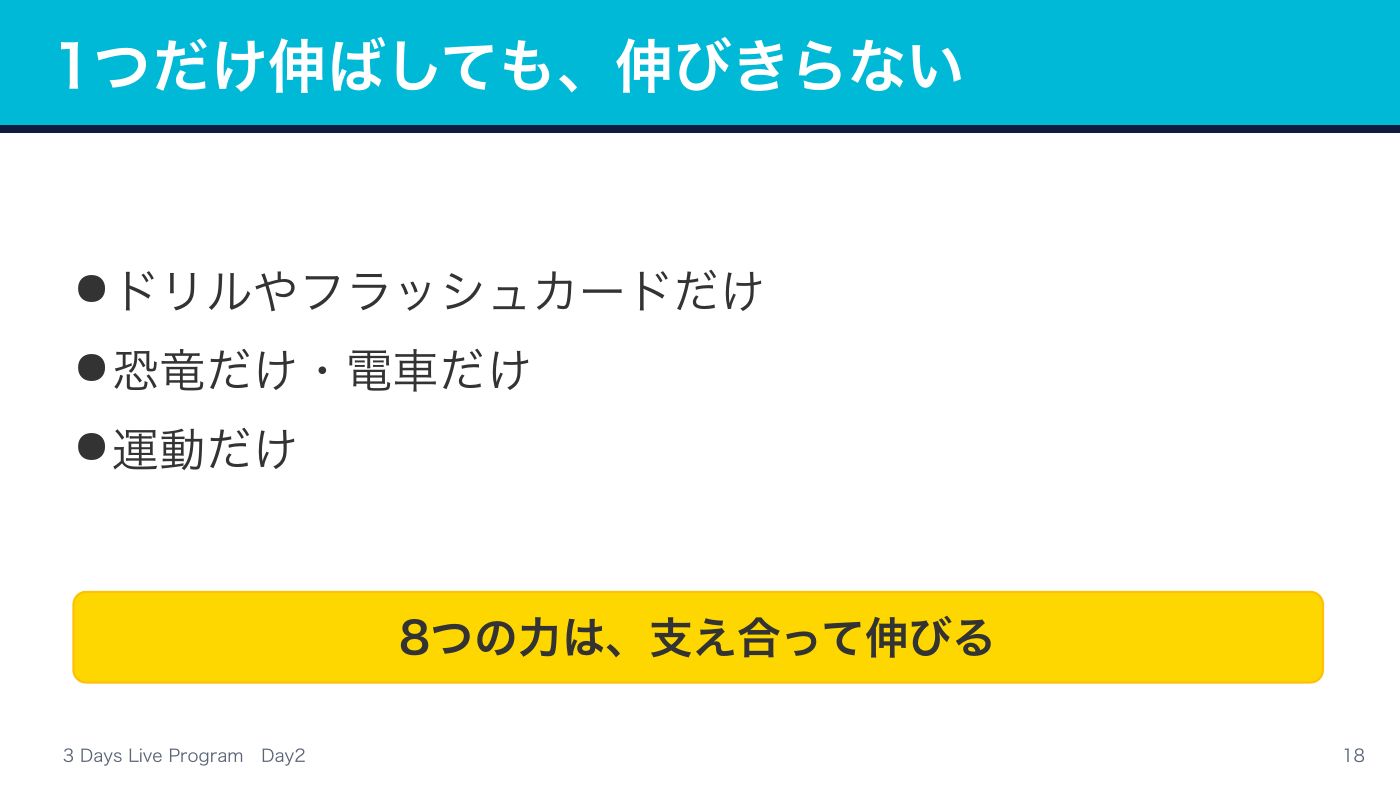 1つだけ伸ばしても、伸びきらない
●ドリルやフラッシュカードだけ
●恐竜だけ・電車だけ
●運動だけ
8つの力は、支え合って伸びる
3 Days Live Program　Day2
18